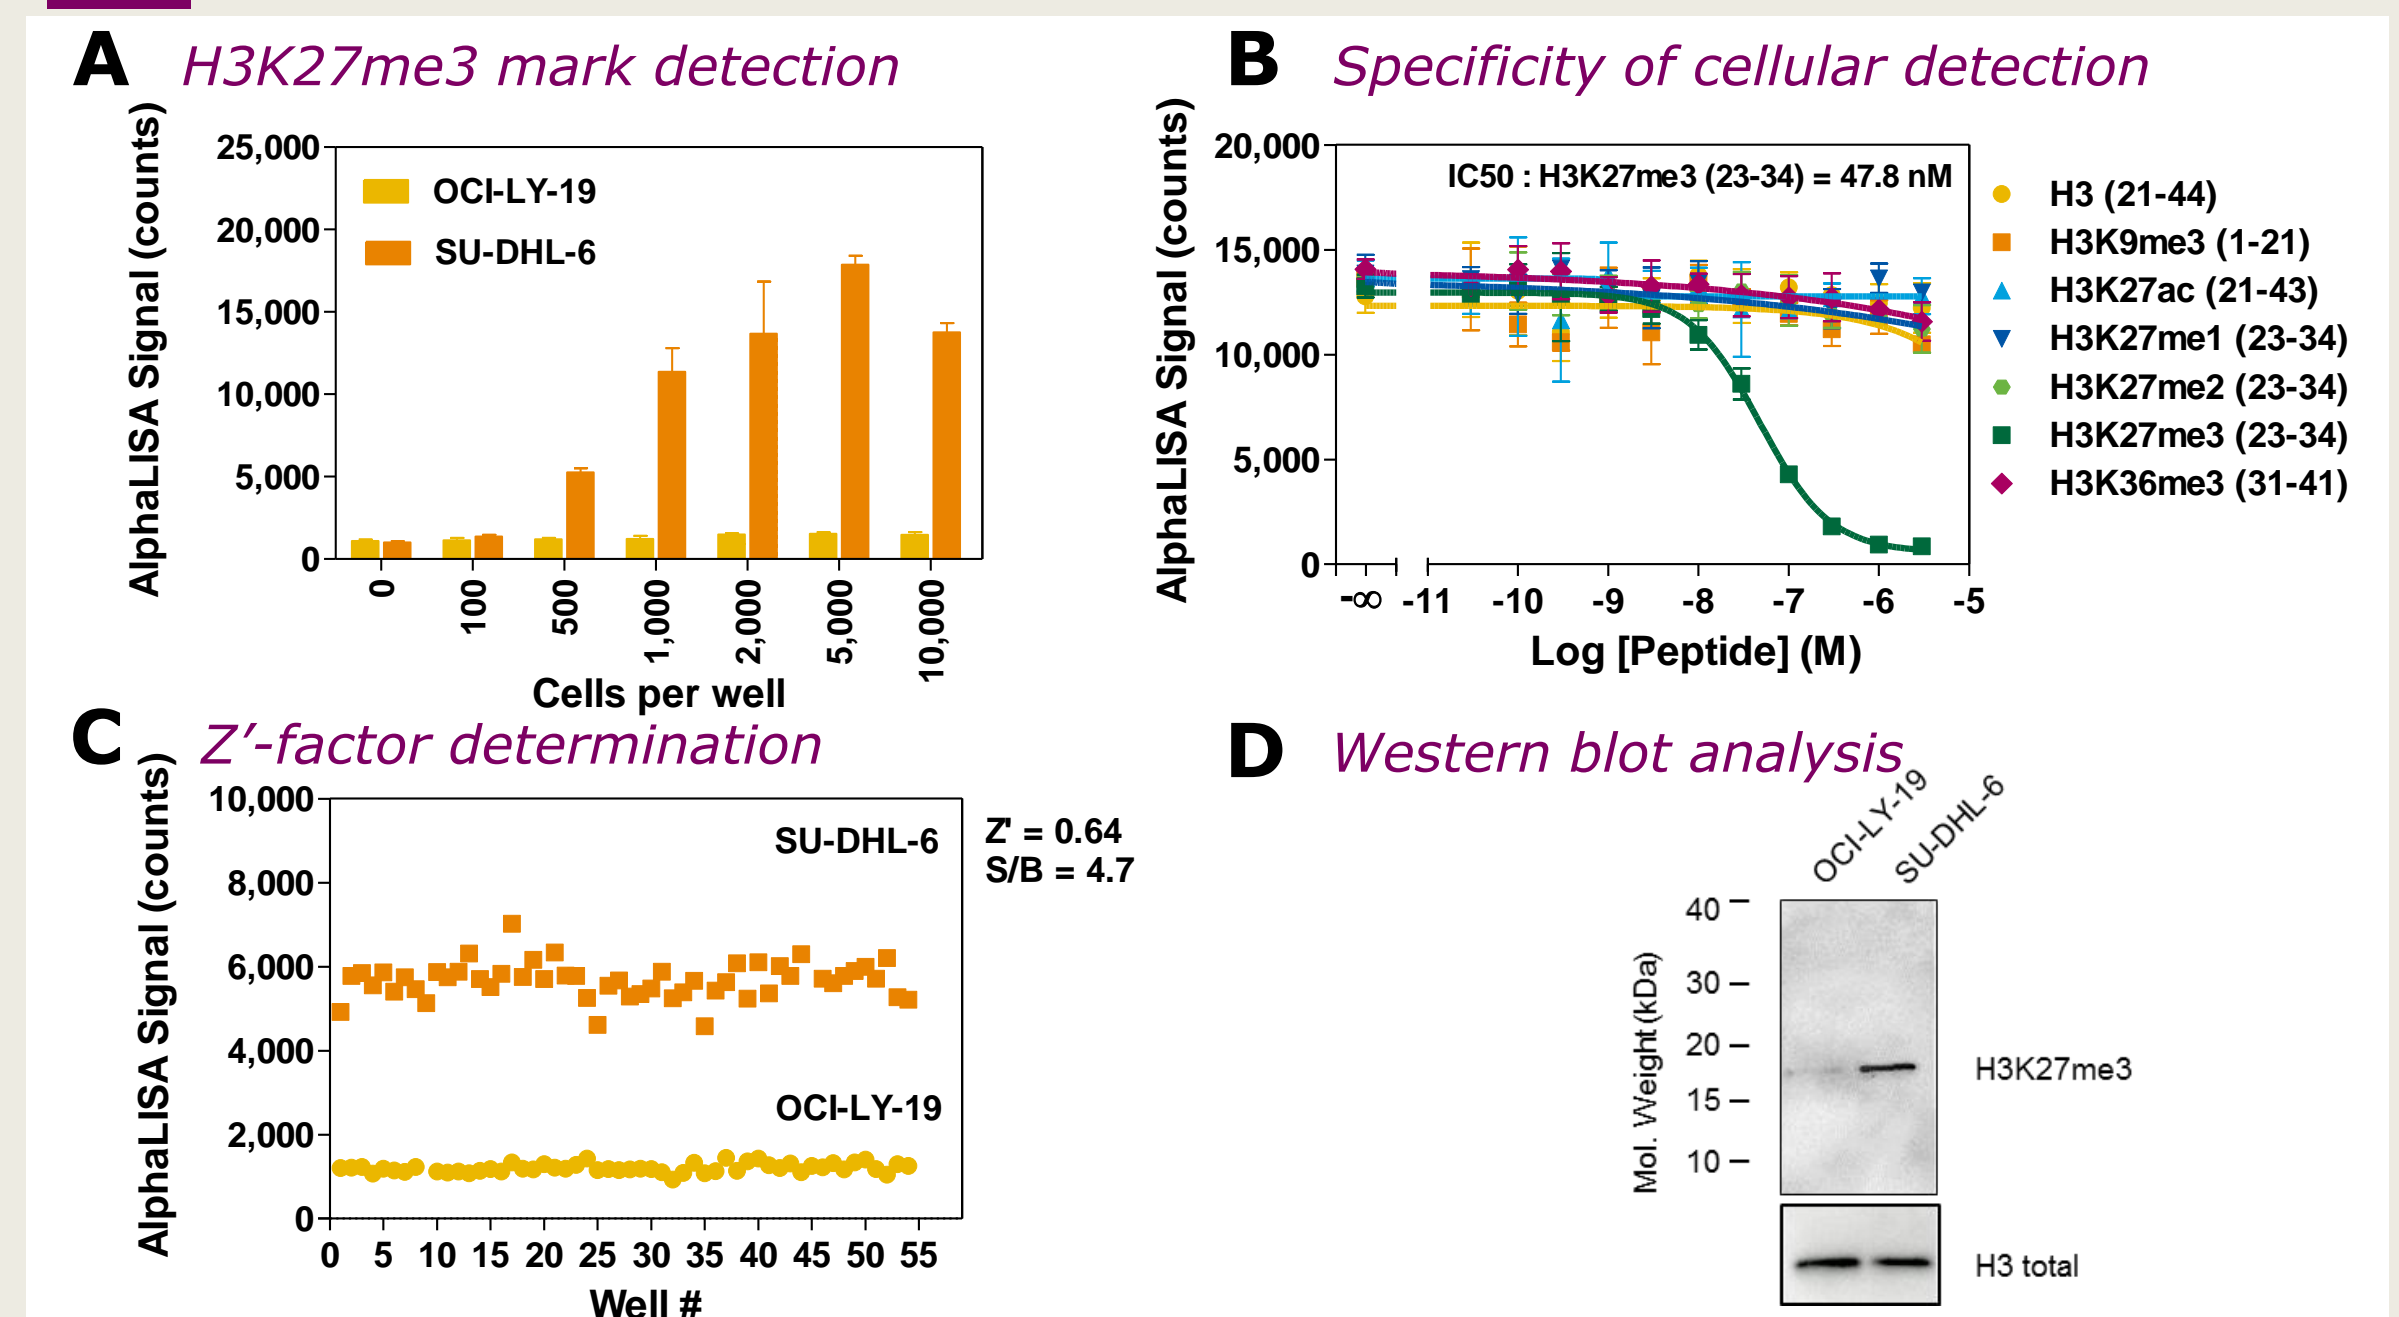 A H3K27me3 mark detection
AlphaLISA Signal (counts)
25,000
20,000
15,000
10,000
5,000
0
OCI-LY-19
SU-DHL-6
0 100 500 1,000 2,000 5,000 10,000
Cells per well
B Specificity of cellular detection
AlphaLISA Signal (counts)
20,000
15,000
10,000
5,000
0
IC50 : H3K27me3 (23-34) = 47.8 nM
-∞ -11 -10 -9 -8 -7 -6 -5
Log [Peptide] (M)
H3 (21-44)
H3K9me3 (1-21)
H3K27ac (21-43)
H3K27me1 (23-34)
H3K27me2 (23-34)
H3K27me3 (23-34)
H3K36me3 (31-41)
C Z’-factor determination
AlphaLISA Signal (counts)
10,000
8,000
6,000
4,000
2,000
0
SU-DHL-6
OCI-LY-19
Z' = 0.64
S/B = 4.7
0 5 10 15 20 25 30 35 40 45 50 55
Well #
D Western blot analysis
OCI-LY-19
SU-DHL-6
Mol. Weight (kDa)
40
30
20
15
10
H3K27me3
H3 total